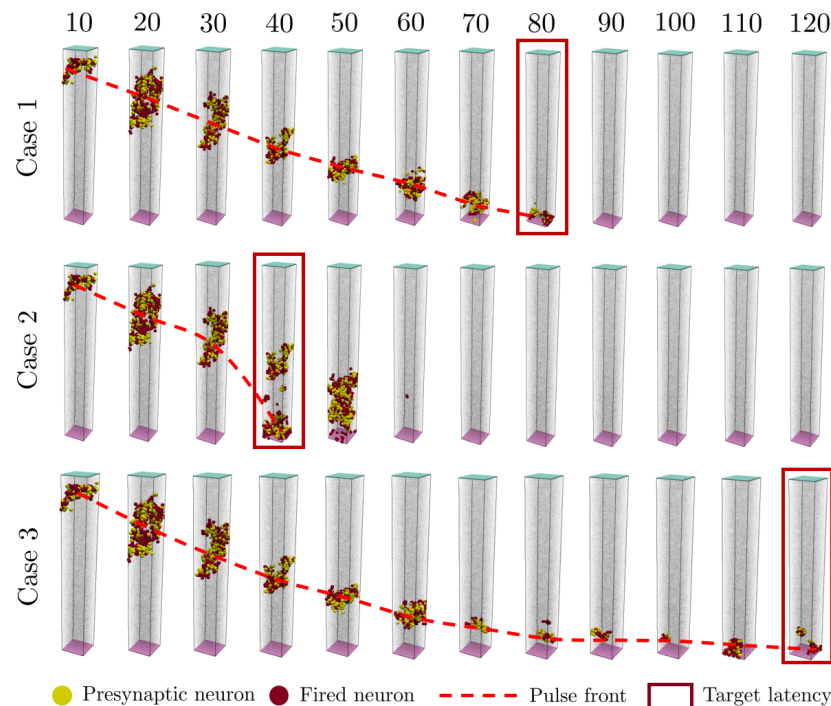 10 20 30 40 50 60 70 80 90 100 110 120
Case 1
Case 2
Case 3
Presynaptic neuron Fired neuron Pulse front Target latency